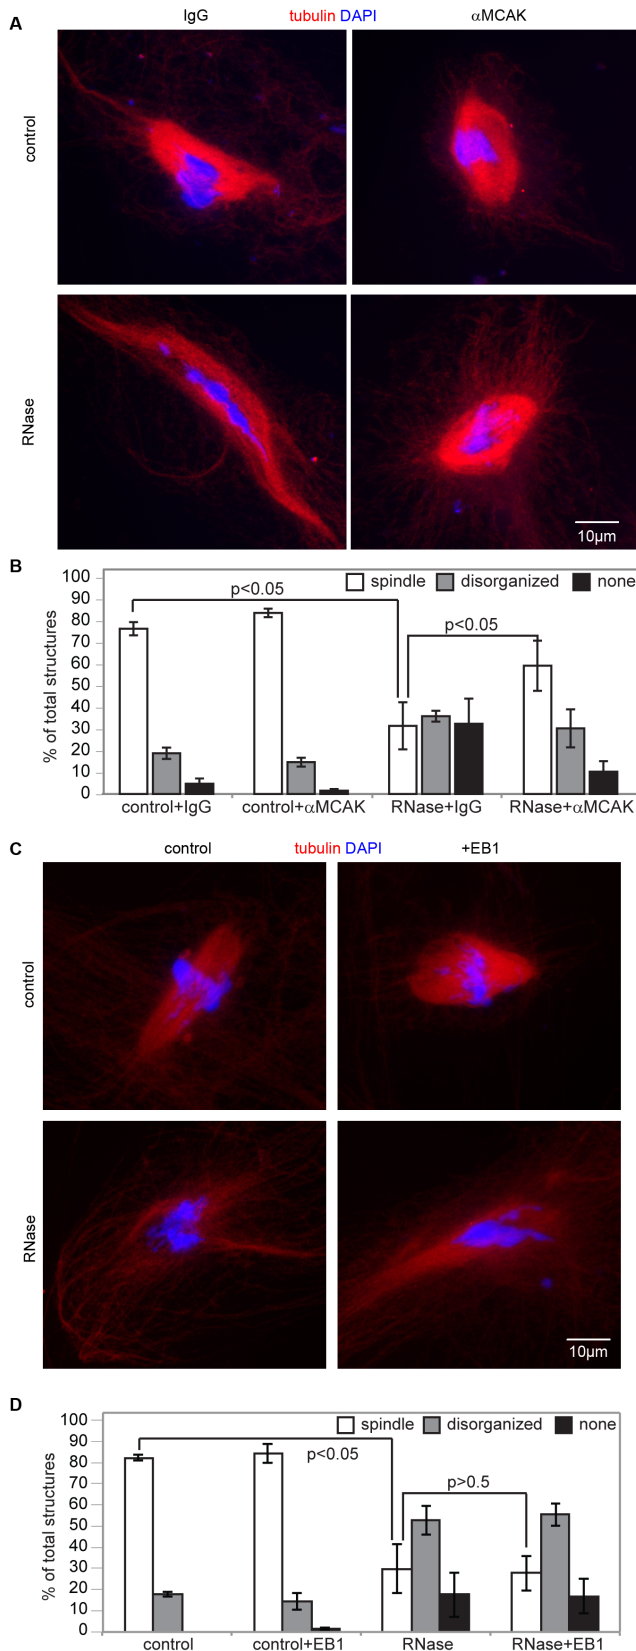 A
IgG tubulin DAPI αMCAK
control
RNase
10µm
B
100
90
80
70
60
50
40
30
20
10
0
% of total structures
spindle disorganized none
p<0.05
p<0.05
control+IgG control+αMCAK RNase+IgG RNase+αMCAK
C
control tubulin DAPI +EB1
control
RNase
10µm
D
100
90
80
70
60
50
40
30
20
10
0
% of total structures
spindle disorganized none
p<0.05
p>0.5
control control+EB1 RNase RNase+EB1